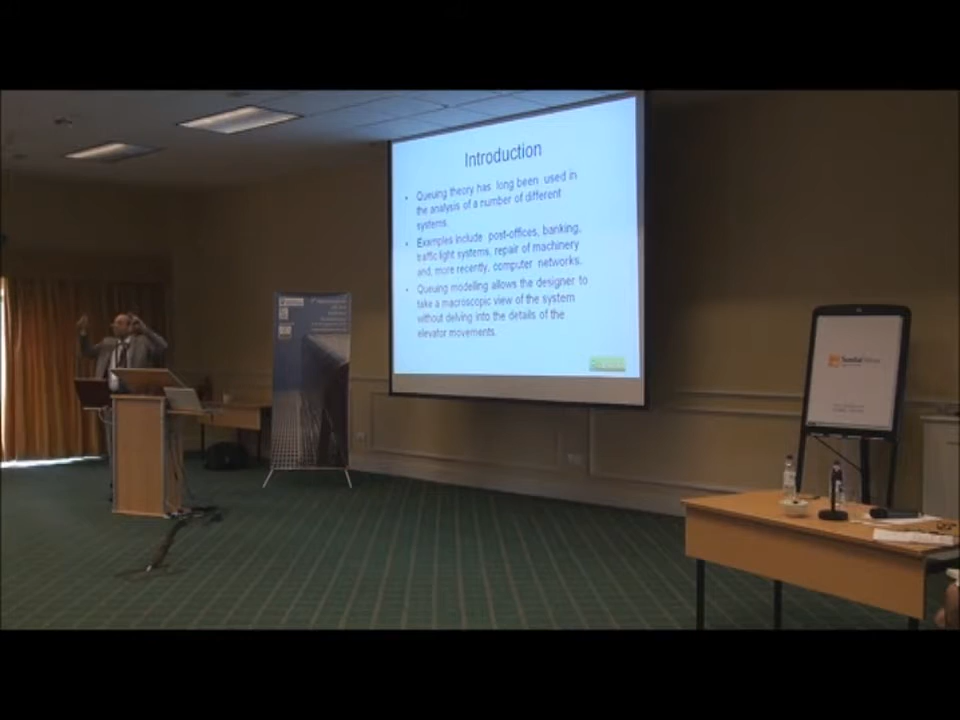 Introduction
• Queuing theory has long been used in
the analysis of a number of different
systems.
• Examples include post-offices, banking,
traffic light systems, repair of machinery
and, more recently, computer networks.
• Queuing modelling allows the designer to
take a macroscopic view of the system
without delving into the details of the
elevator movements.